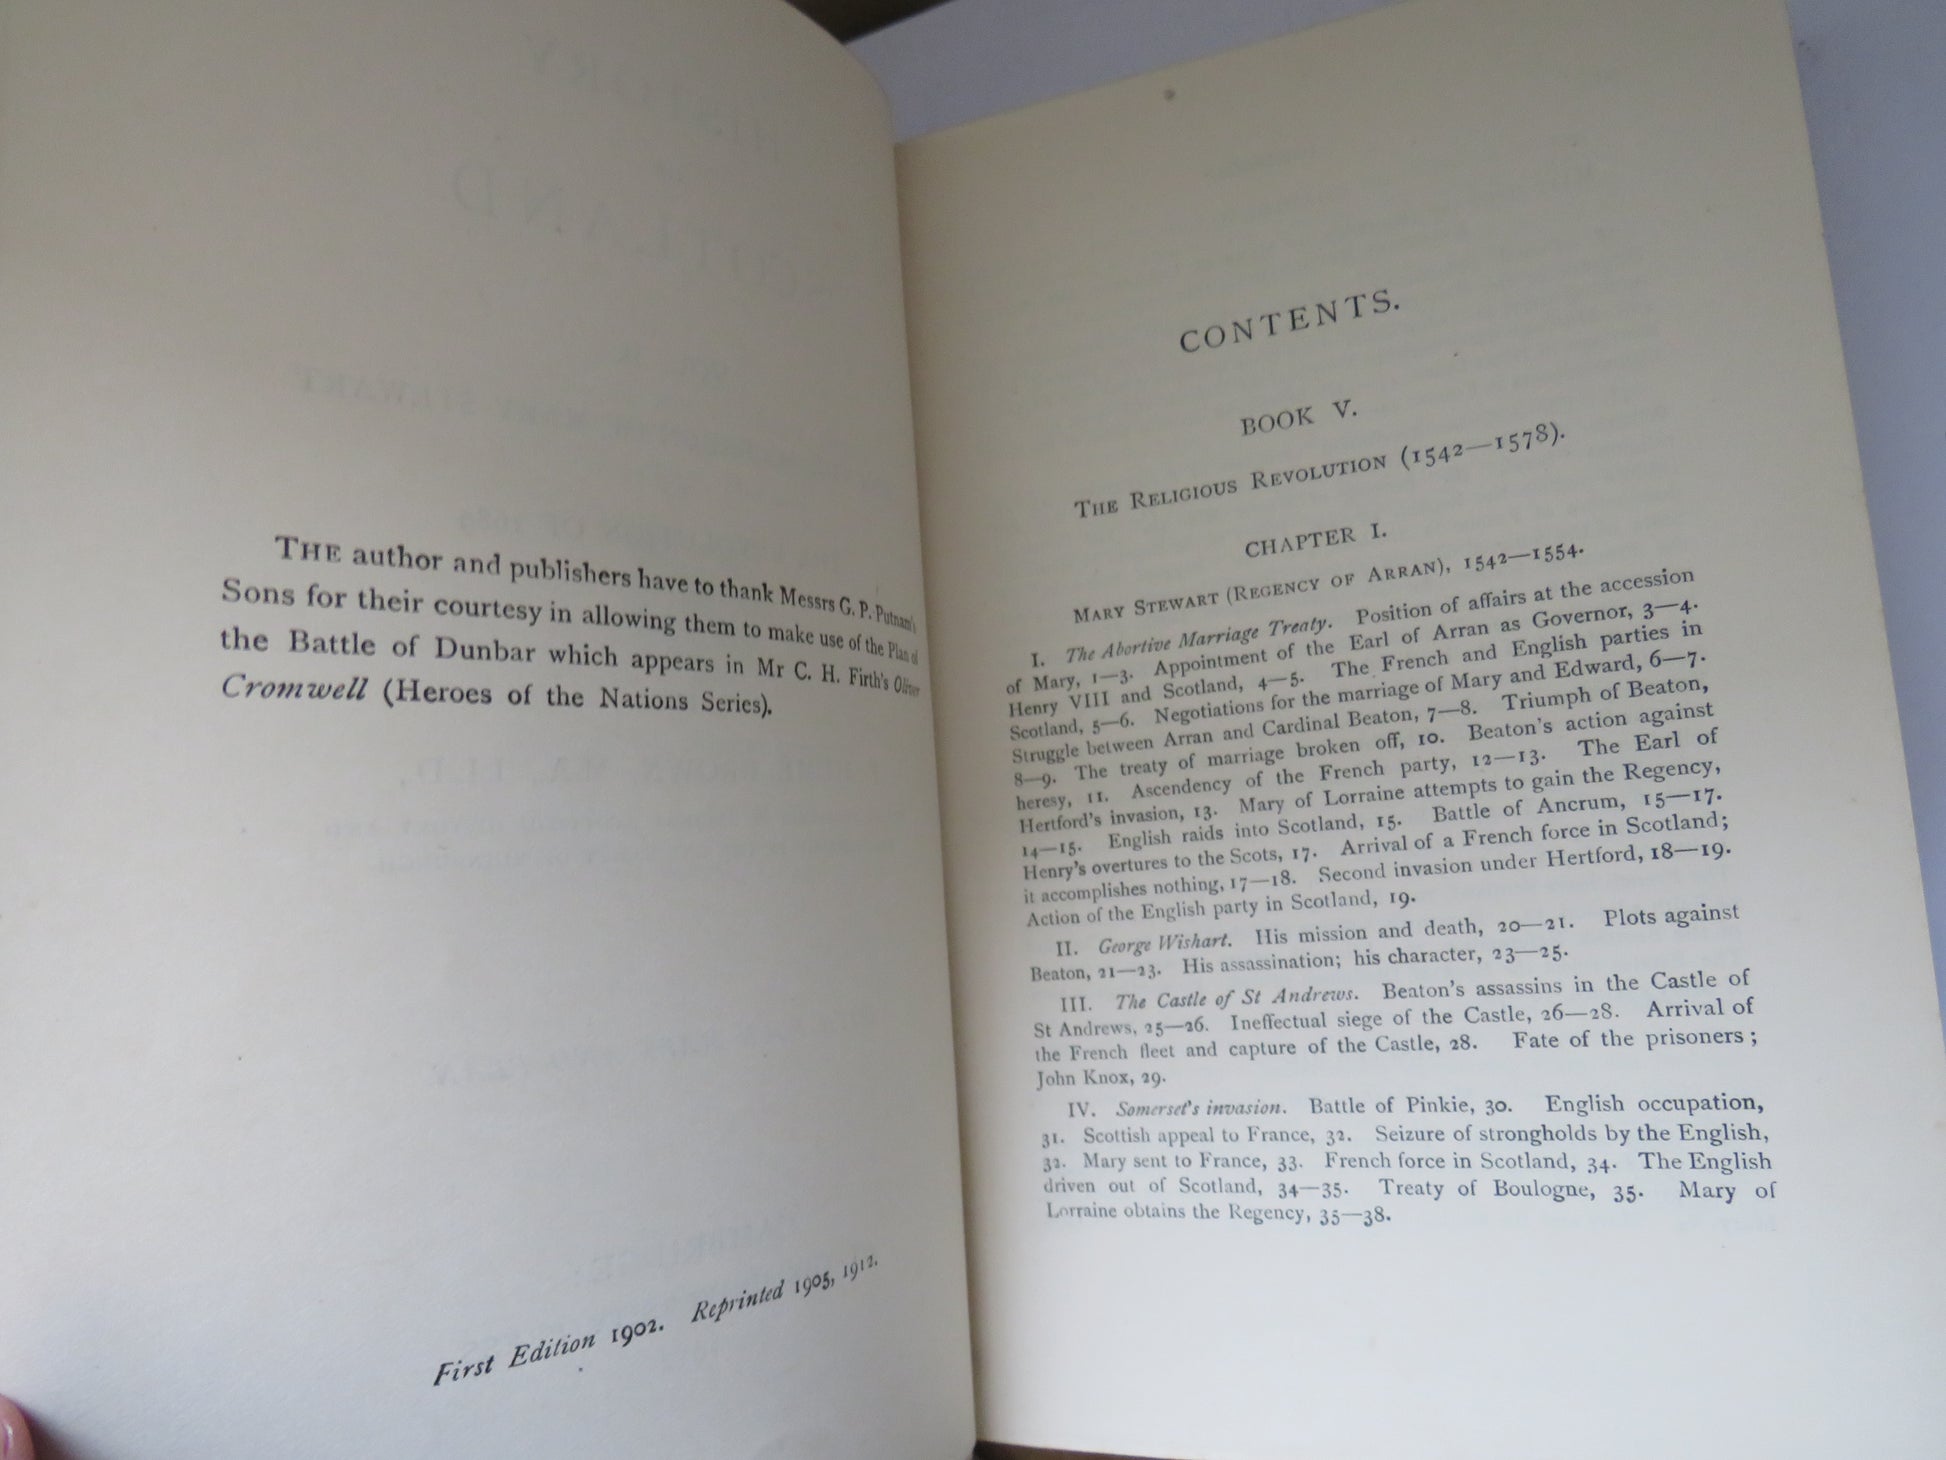 THE author and publishers have to thank Messrs G. P. Putnam's
Sons for their courtesy in allowing them to make use of the Plan of
the Battle of Dunbar which appears in Mr C. H. Firth's Oliver
Cromwell (Heroes of the Nations Series).
First Edition 1902. Reprinted 1905, 1912.
CONTENTS.
BOOK V.
THE RELIGIOUS REVOLUTION (1542—1578).
CHAPTER I.
MARY STEWART (REGENCY OF ARRAN), 1542—1554.
I. The Abortive Marriage Treaty. Position of affairs at the accession
of Mary, 1—3. Appointment of the Earl of Arran as Governor, 3—4.
Henry VIII and Scotland, 4—5. The French and English parties in
Scotland, 5—6. Negotiations for the marriage of Mary and Edward, 6—7.
Struggle between Arran and Cardinal Beaton, 7—8. Triumph of Beaton,
8—9. The treaty of marriage broken off, 10. Beaton's action against
heresy, 11. Ascendency of the French party, 12—13. The Earl of
Hertford's invasion, 13. Mary of Lorraine attempts to gain the Regency,
14—15. English raids into Scotland, 15. Battle of Ancrum, 15—17.
Henry's overtures to the Scots, 17. Arrival of a French force in Scotland;
it accomplishes nothing, 17—18. Second invasion under Hertford, 18—19.
Action of the English party in Scotland, 19.
II. George Wishart. His mission and death, 20—21. Plots against
Beaton, 21—23. His assassination; his character, 23—25.
III. The Castle of St Andrews. Beaton's assassins in the Castle of
St Andrews, 25—26. Ineffectual siege of the Castle, 26—28. Arrival of
the French fleet and capture of the Castle, 28. Fate of the prisoners;
John Knox, 29.
IV. Somerset's invasion. Battle of Pinkie, 30. English occupation,
31. Scottish appeal to France, 32. Seizure of strongholds by the English,
32. Mary sent to France, 33. French force in Scotland, 34. The English
driven out of Scotland, 34—35. Treaty of Boulogne, 35. Mary of
Lorraine obtains the Regency, 35—38.